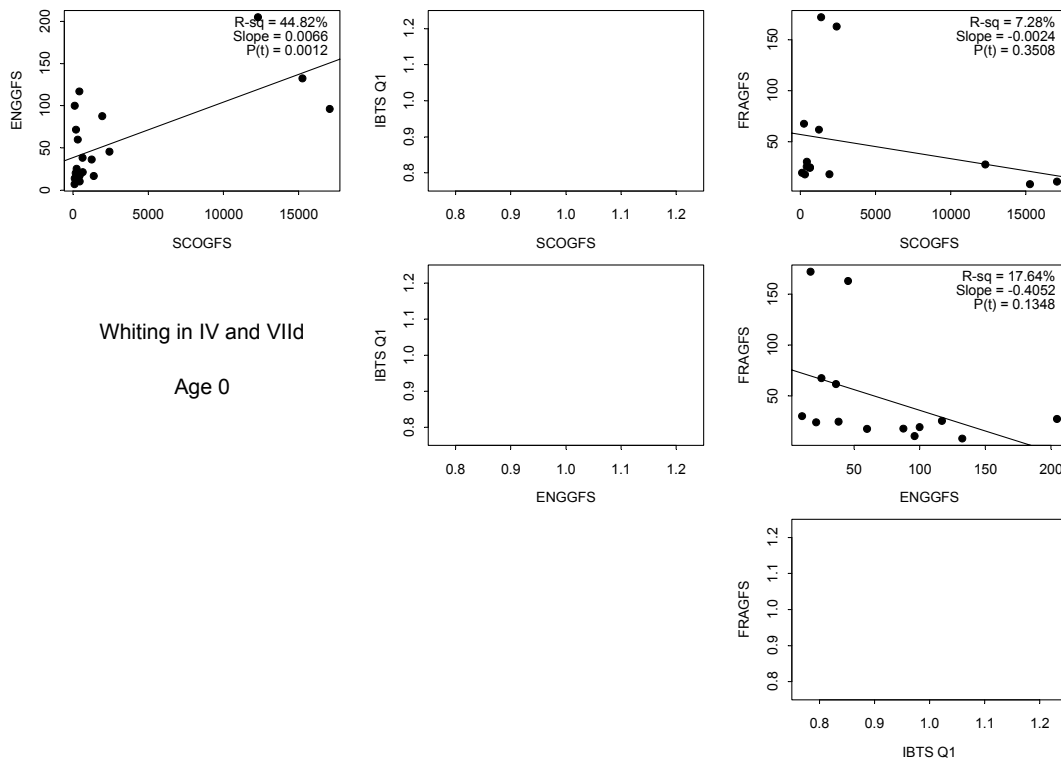 R-sq = 44.82%
Slope = 0.0066
P(t) = 0.0012
ENGGFS
0 50 100 150 200
0 5000 10000 15000
SCOGFS
IBTS Q1
0.8 0.9 1.0 1.1 1.2
0.8 0.9 1.0 1.1 1.2
SCOGFS
R-sq = 7.28%
Slope = -0.0024
P(t) = 0.3508
FRAGFS
50 100 150
0 5000 10000 15000
SCOGFS
Whiting in IV and VIId
Age 0
IBTS Q1
0.8 0.9 1.0 1.1 1.2
0.8 0.9 1.0 1.1 1.2
ENGGFS
R-sq = 17.64%
Slope = -0.4052
P(t) = 0.1348
FRAGFS
50 100 150
50 100 150 200
ENGGFS
FRAGFS
0.8 0.9 1.0 1.1 1.2
0.8 0.9 1.0 1.1 1.2
IBTS Q1